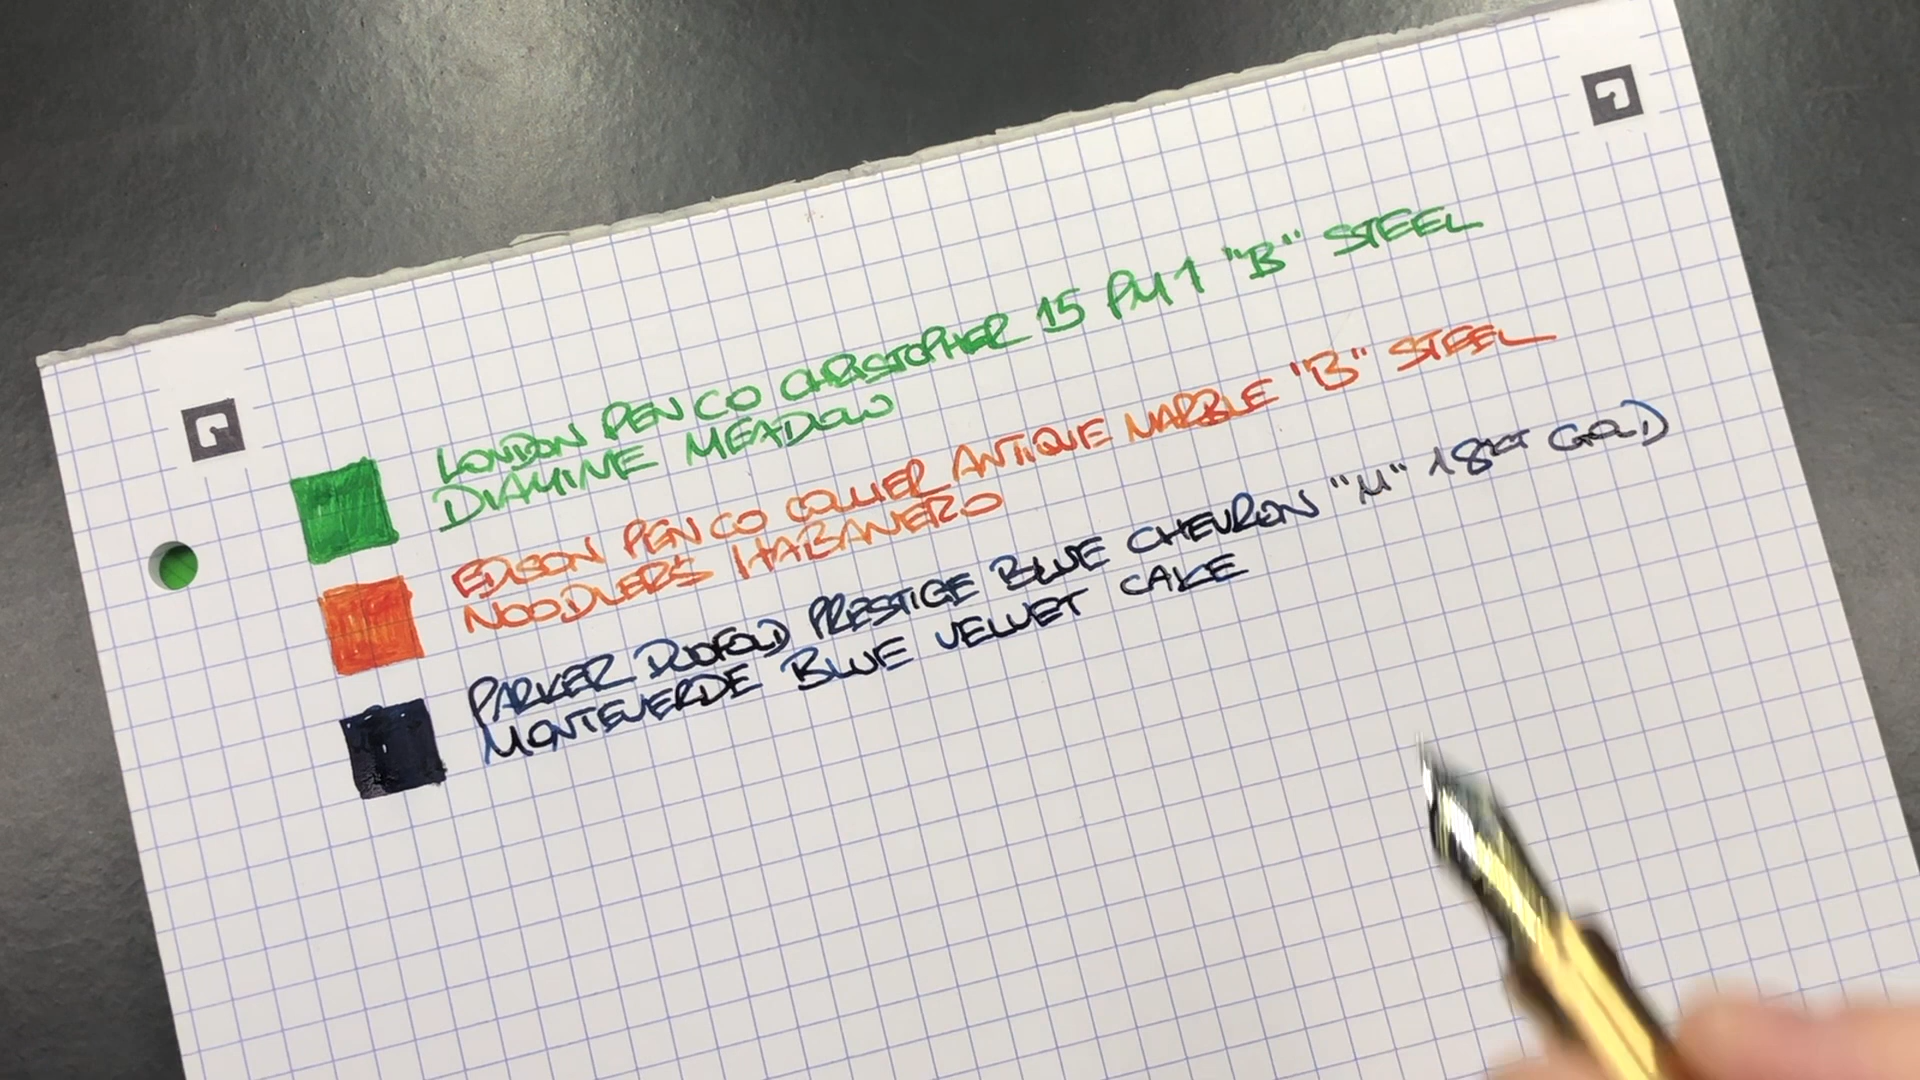 LONDON PEN CO CHRISTOPHER 15 PM 1 "B" STEEL
DIAMINE MEADOW
EDISON PEN CO COLLIER ANTIQUE MARBLE "B" STEEL
NOODLERS HABANERO
PARKER DUOFOLD PRESTIGE BLUE CHEVRON "M" 18KT GOLD
MONTEVERDE BLUE VELVET CAKE